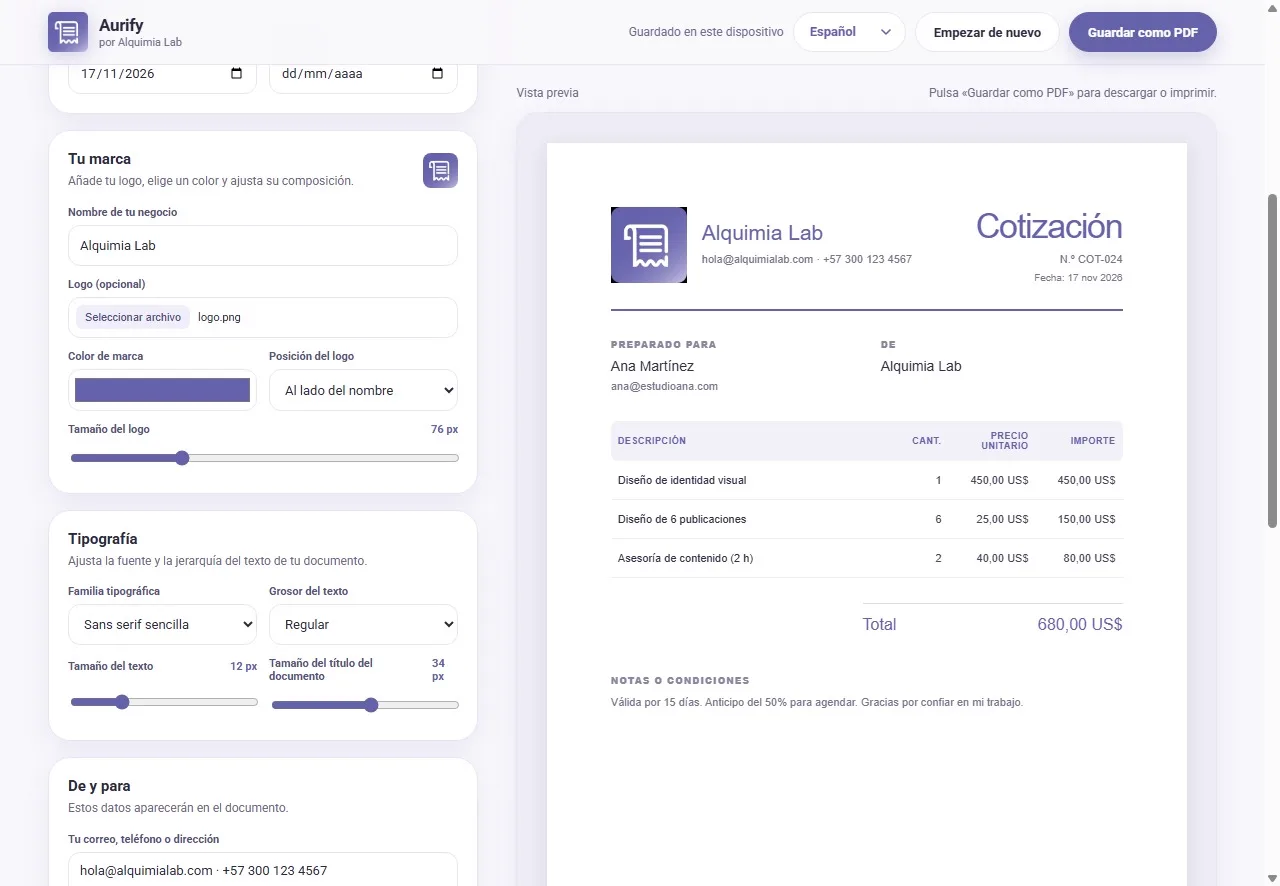 Aurify
por Alquimia Lab
Guardado en este dispositivo
Español
Empezar de nuevo
Guardar como PDF
17/11/2026
dd/mm/aaaa
Tu marca
Añade tu logo, elige un color y ajusta su composición.
Nombre de tu negocio
Alquimia Lab
Logo (opcional)
Seleccionar archivo logo.png
Color de marca
Posición del logo
Al lado del nombre
Tamaño del logo 76 px
Tipografía
Ajusta la fuente y la jerarquía del texto de tu documento.
Familia tipográfica
Grosor del texto
Sans serif sencilla
Regular
Tamaño del texto 12 px
Tamaño del título del
documento
34
px
De y para
Estos datos aparecerán en el documento.
Tu correo, teléfono o dirección
hola@alquimialab.com · +57 300 123 4567
Vista previa
Pulsa «Guardar como PDF» para descargar o imprimir.
Alquimia Lab
hola@alquimialab.com · +57 300 123 4567
Cotización
N.º COT-024
Fecha: 17 nov 2026
PREPARADO PARA
Ana Martínez
ana@estudioana.com
DE
Alquimia Lab
DESCRIPCIÓN CANT. PRECIO UNITARIO IMPORTE
Diseño de identidad visual 1 450,00 US$ 450,00 US$
Diseño de 6 publicaciones 6 25,00 US$ 150,00 US$
Asesoría de contenido (2 h) 2 40,00 US$ 80,00 US$
Total 680,00 US$
NOTAS O CONDICIONES
Válida por 15 días. Anticipo del 50% para agendar. Gracias por confiar en mi trabajo.